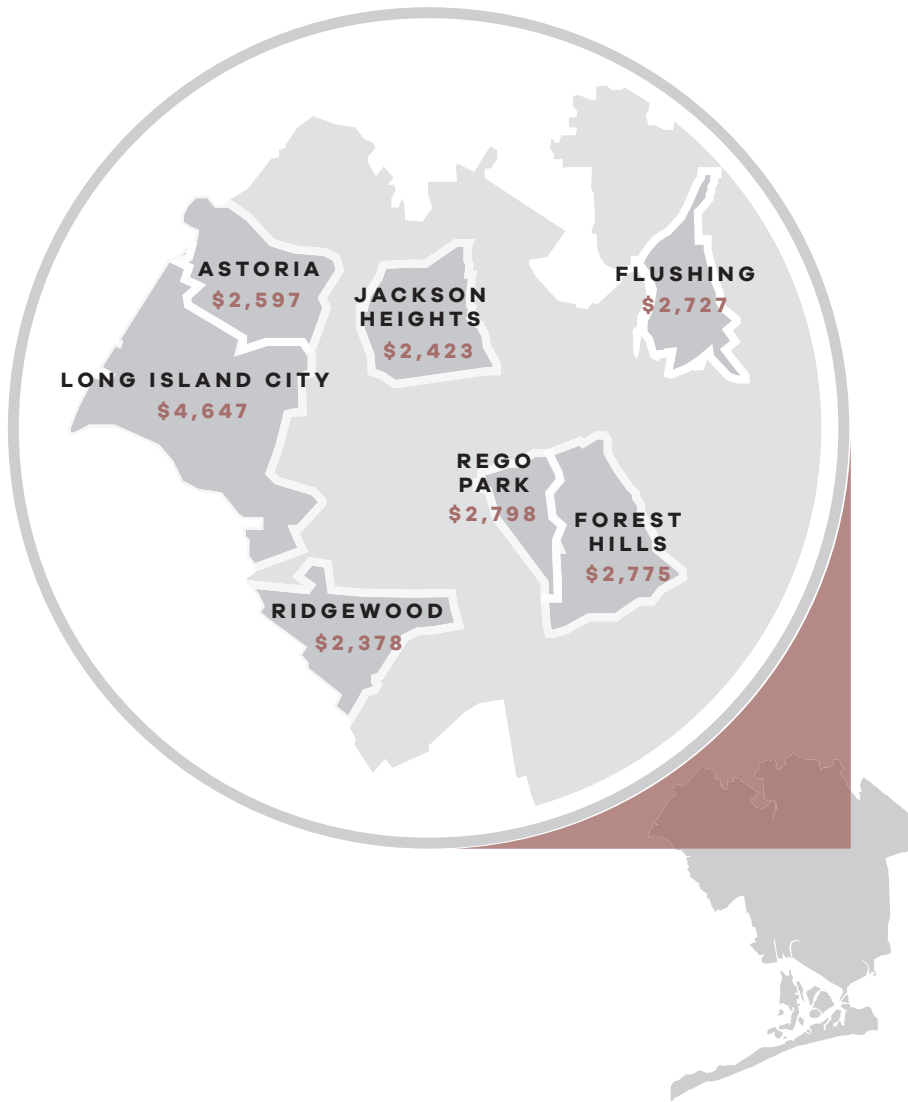 ASTORIA
$2,597
FLUSHING
$2,727
JACKSON
HEIGHTS
$2,423
LONG ISLAND CITY
$4,647
REGO
PARK
$2,798
FOREST
HILLS
$2,775
RIDGEWOOD
$2,378